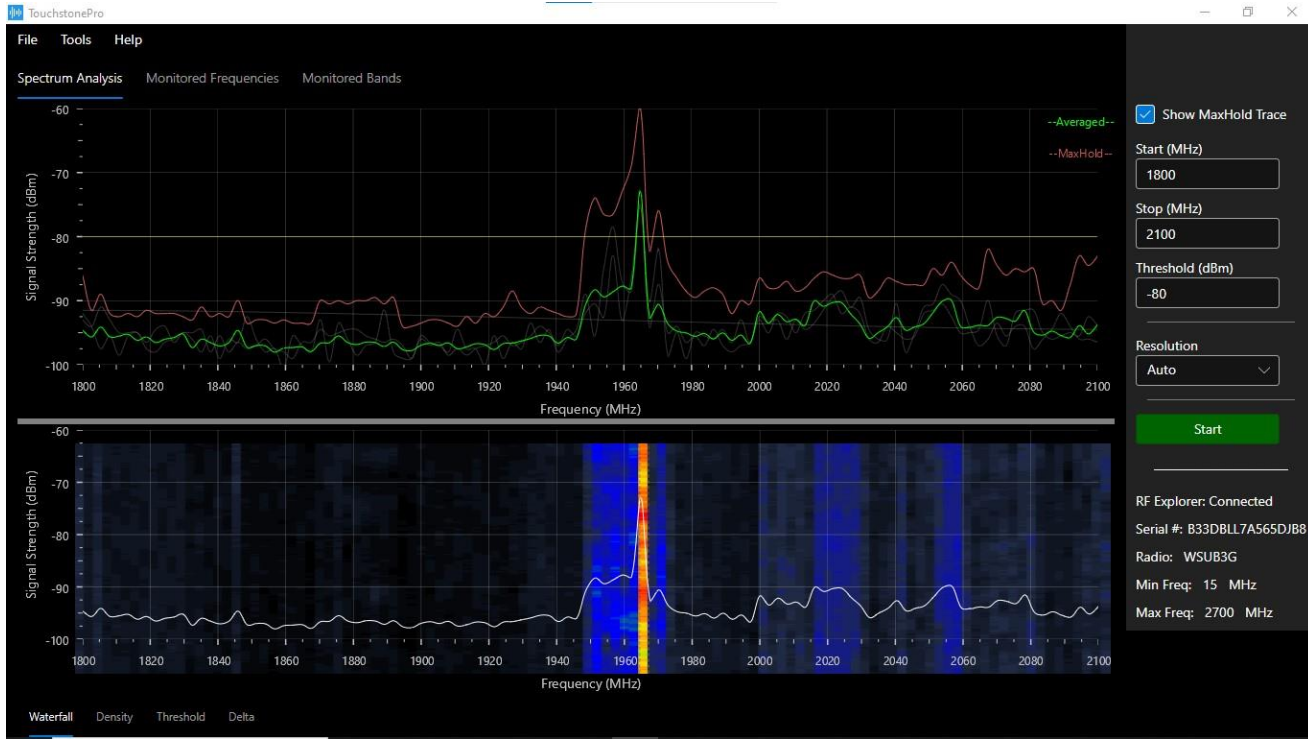 TouchstonePro
File Tools Help
Spectrum Analysis Monitored Frequencies Monitored Bands
-60
-70
-80
-90
-100
Signal Strength (dBm)
--Averaged--
--MaxHold--
1800 1820 1840 1860 1880 1900 1920 1940 1960 1980 2000 2020 2040 2060 2080 2100
Frequency (MHz)
-60
-70
-80
-90
-100
Signal Strength (dBm)
1800 1820 1840 1860 1880 1900 1920 1940 1960 1980 2000 2020 2040 2060 2080 2100
Frequency (MHz)
Waterfall Density Threshold Delta
Show MaxHold Trace
Start (MHz)
1800
Stop (MHz)
2100
Threshold (dBm)
-80
Resolution
Auto
Start
RF Explorer: Connected
Serial #: B33DBLL7A565DJB8
Radio: WSUB3G
Min Freq: 15 MHz
Max Freq: 2700 MHz